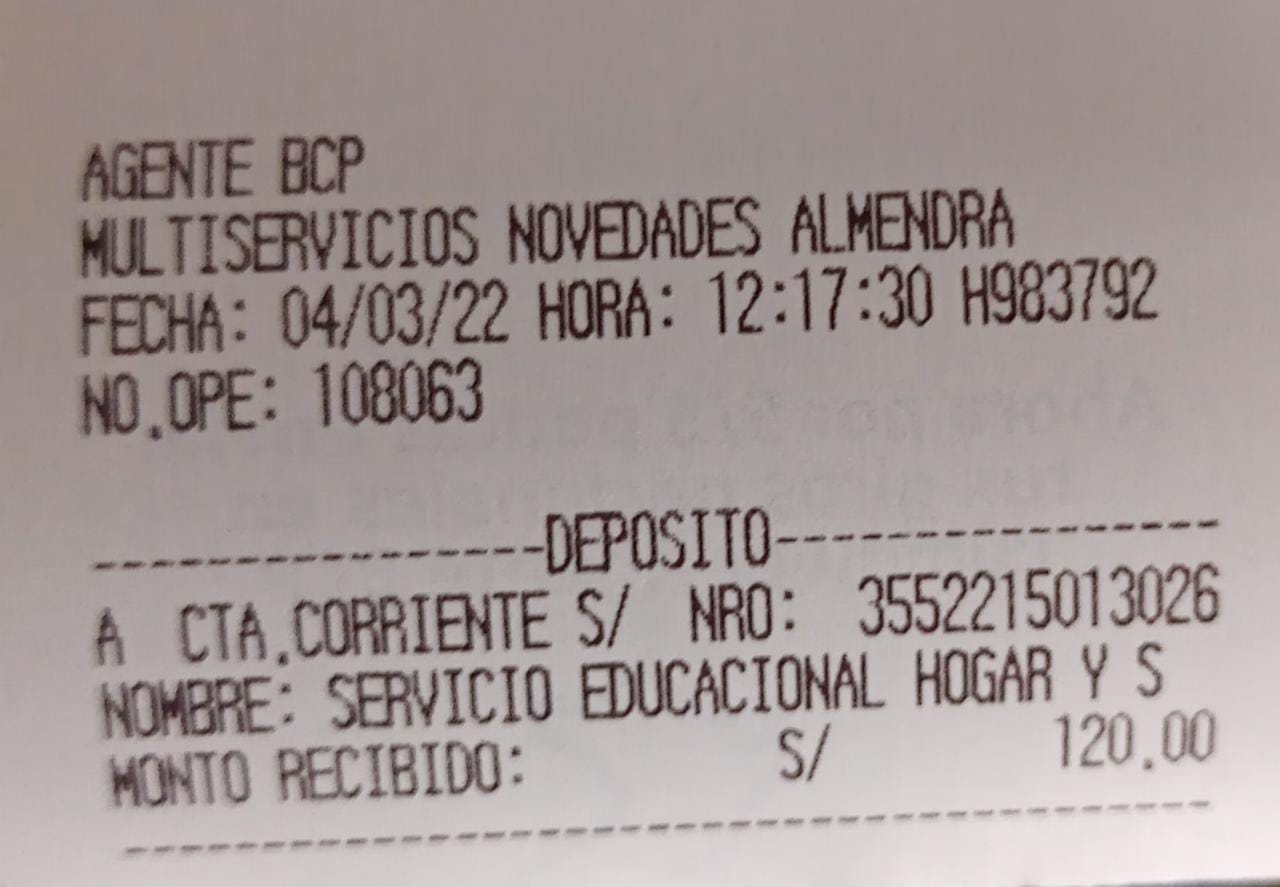 AGENTE BCP
MULTISERVICIOS NOVEDADES ALMENDRA
FECHA: 04/03/22 HORA: 12:17:30 H983792
NO.OPE: 108063
----------------DEPOSITO----------------
A CTA.CORRIENTE S/ NRO: 3552215013026
NOMBRE: SERVICIO EDUCACIONAL HOGAR Y S
MONTO RECIBIDO: S/ 120.00
----------------------------------------